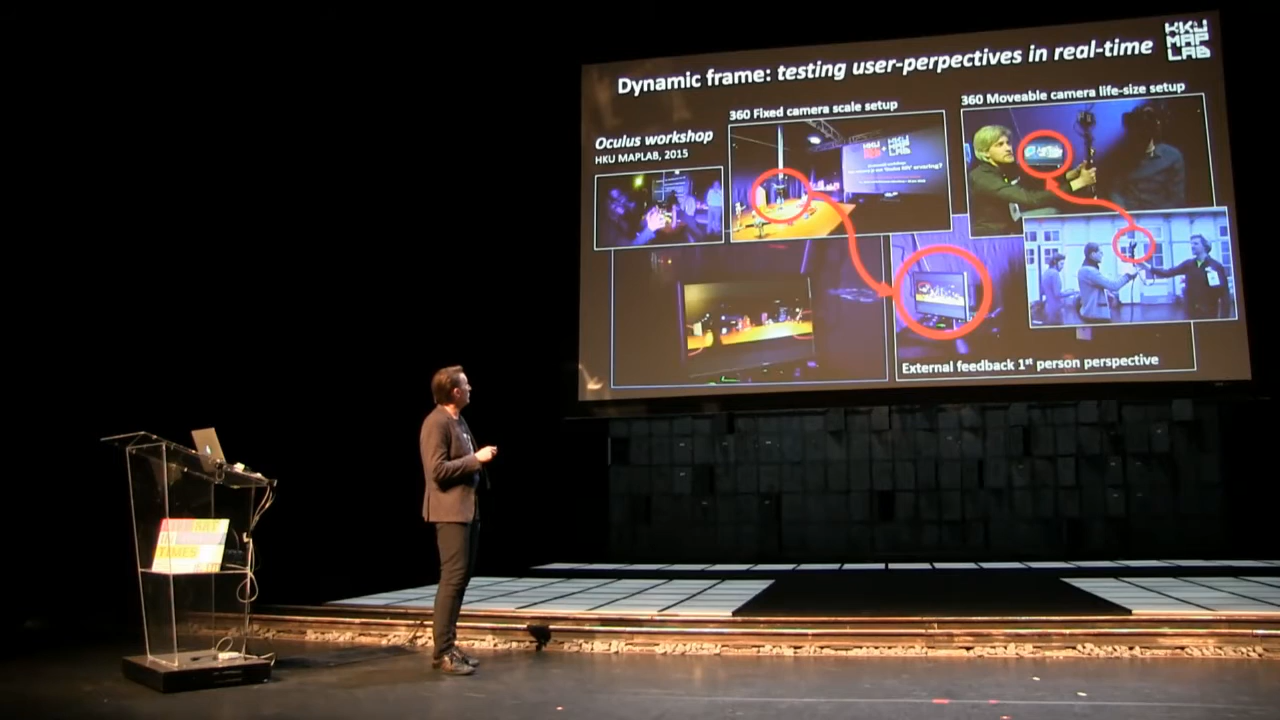 Dynamic frame: testing user-perpectives in real-time
HKU
MAP
LAB
360 Fixed camera scale setup
360 Moveable camera life-size setup
Oculus workshop
HKU MAPLAB, 2015
External feedback 1st person perspective
TIMES